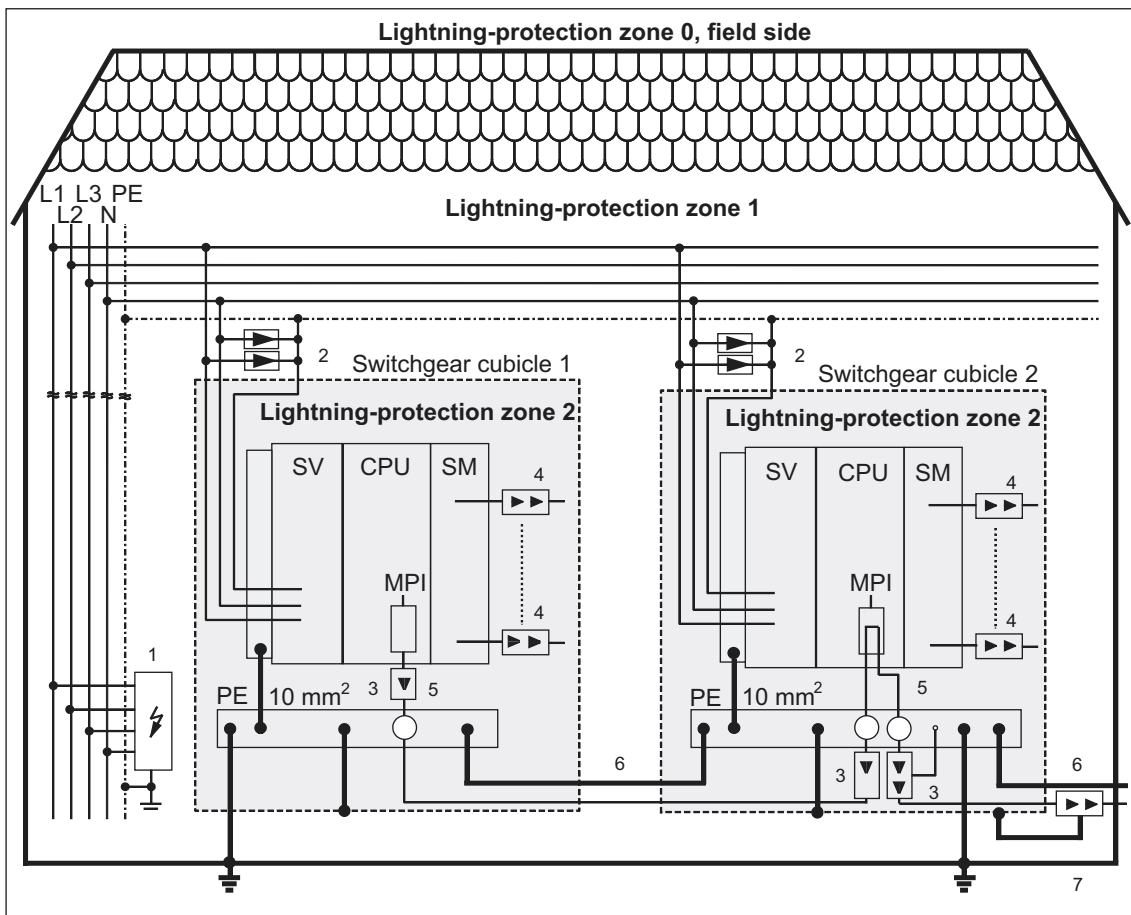 Lightning-protection zone 0, field side
L1 L3 PE
L2 N
Lightning-protection zone 1
2
Switchgear cubicle 1
2
Switchgear cubicle 2
Lightning-protection zone 2
Lightning-protection zone 2
SV CPU SM
4
SV CPU SM
4
MPI
4
MPI
4
1
3 5
5
PE 10 mm²
PE 10 mm²
6
3
3
6
7